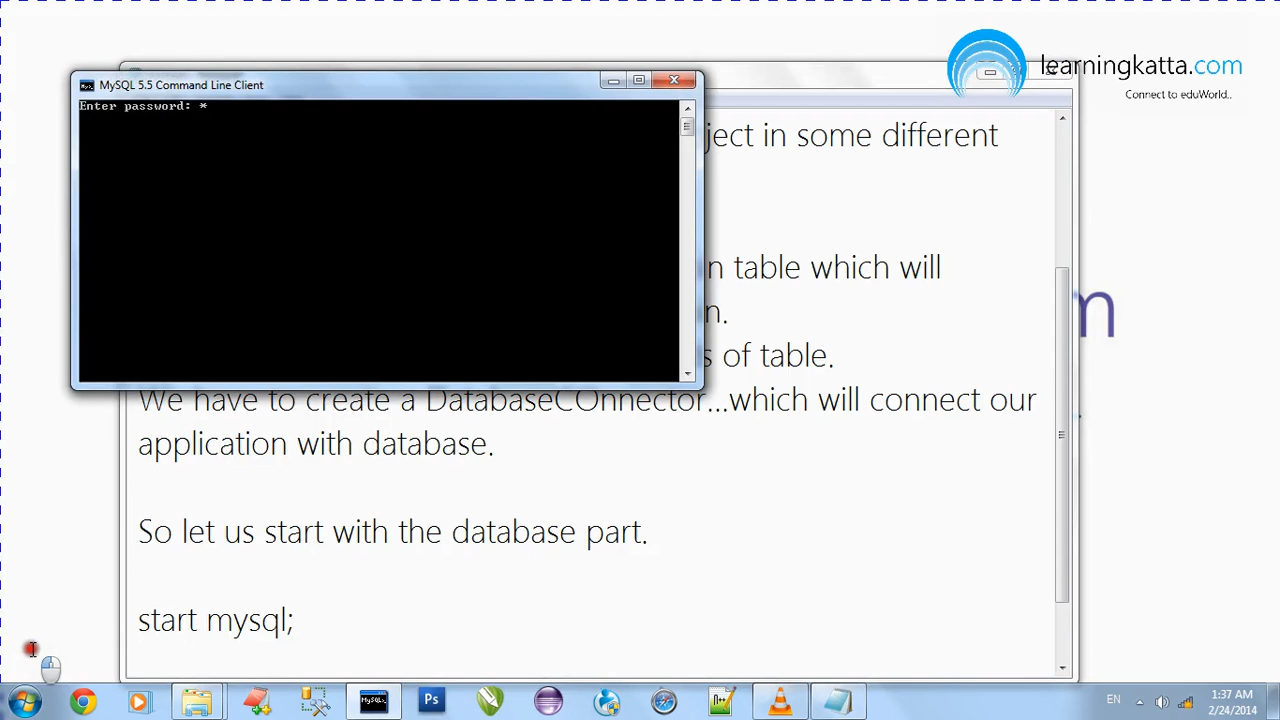 learningkatta.com
Connect to eduWorld..
MySQL 5.5 Command Line Client
Enter password: *
ject in some different
n table which will
n.
s of table.
We have to create a DatabaseCOnnector...which will connect our
application with database.
So let us start with the database part.
start mysql;
m
MySQL
Ps
N++
EN
1:37 AM
2/24/2014